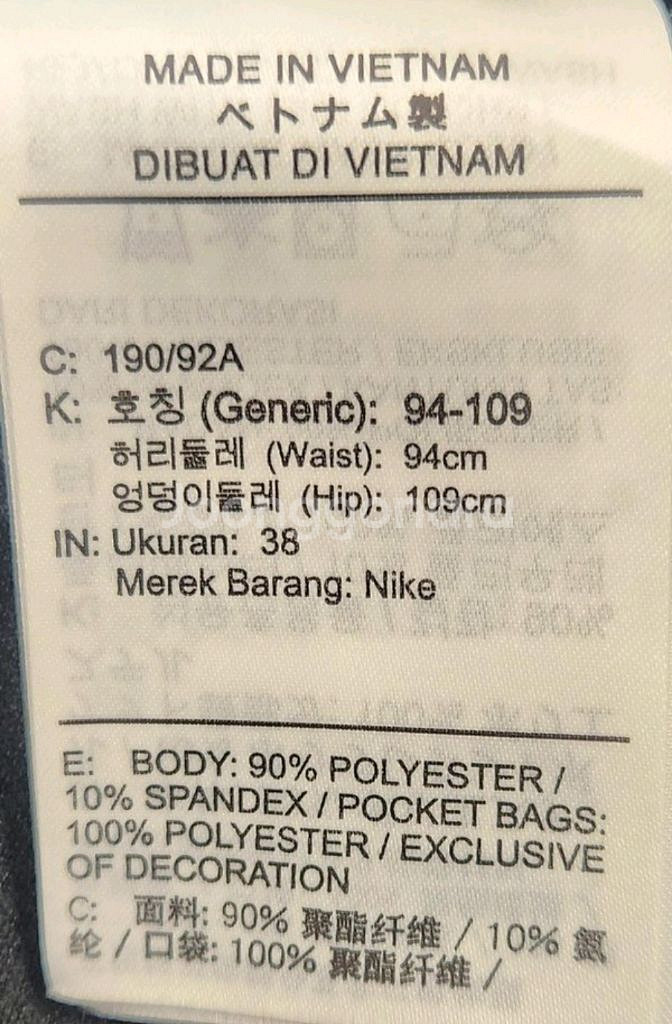 MADE IN VIETNAM
ベトナム製
DIBUAT DI VIETNAM
C: 190/92A
K: 호칭 (Generic): 94-109
허리둘레 (Waist): 94cm
엉덩이둘레 (Hip): 109cm
IN: Ukuran: 38
Merek Barang: Nike
E: BODY: 90% POLYESTER /
10% SPANDEX / POCKET BAGS:
100% POLYESTER / EXCLUSIVE
OF DECORATION
C: 面料: 90% 聚酯纤维 / 10% 氨
纶 / 口袋: 100% 聚酯纤维 /